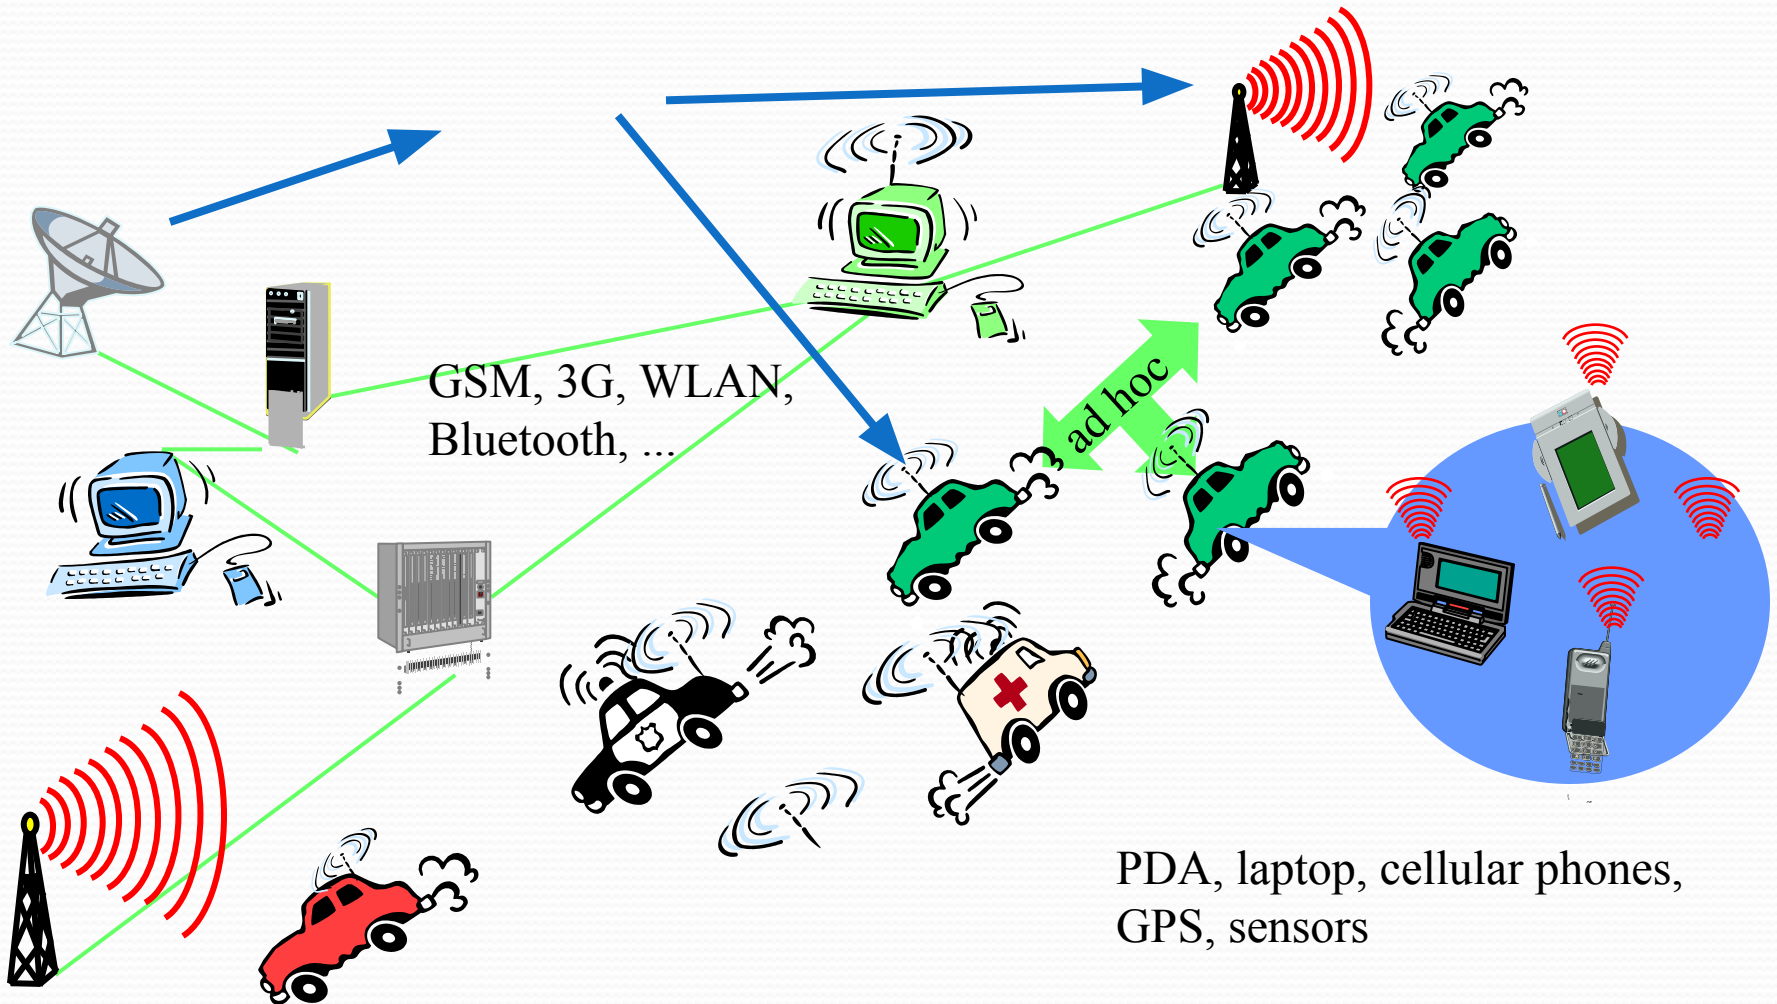 GSM, 3G, WLAN,
Bluetooth, ...
ad hoc
PDA, laptop, cellular phones,
GPS, sensors